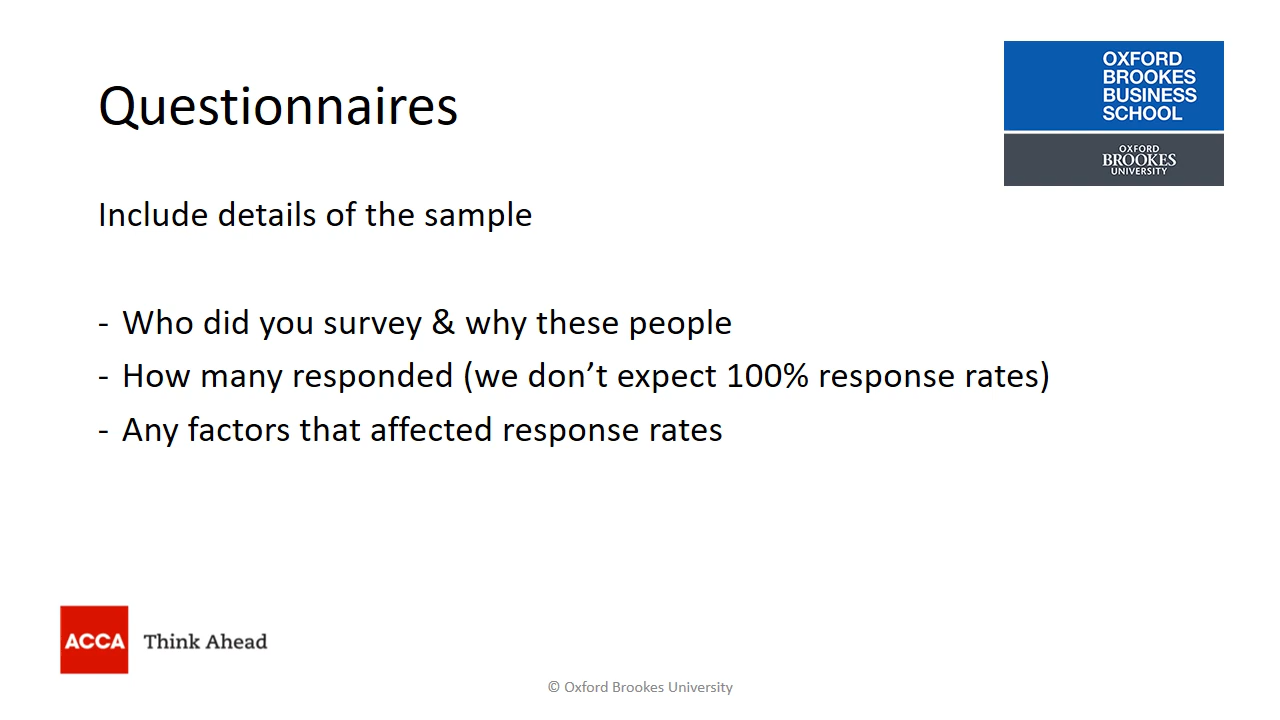 Questionnaires
OXFORD
BROOKES
BUSINESS
SCHOOL
OXFORD
BROOKES
UNIVERSITY
Include details of the sample
- Who did you survey & why these people
- How many responded (we don’t expect 100% response rates)
- Any factors that affected response rates
ACCA Think Ahead
© Oxford Brookes University